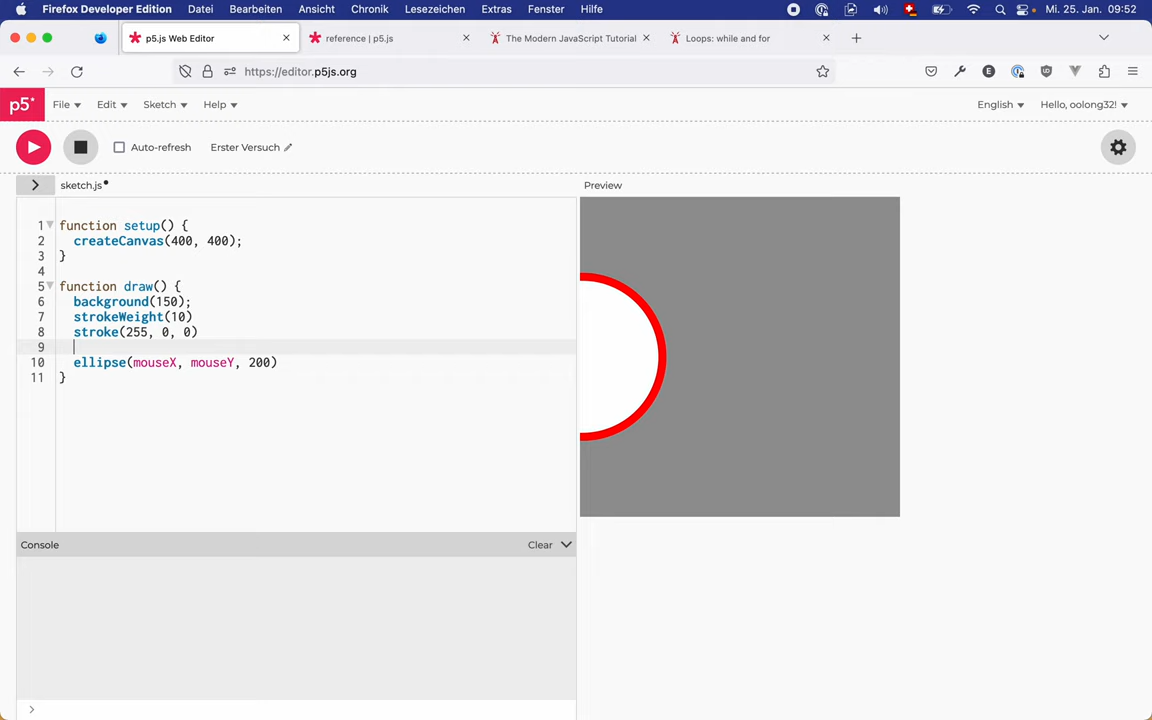 Firefox Developer Edition Datei Bearbeiten Ansicht Chronik Lesezeichen Extras Fenster Hilfe Mi. 25. Jan. 09:52
p5.js Web Editor reference | p5.js The Modern JavaScript Tutorial Loops: while and for
https://editor.p5js.org
p5* File Edit Sketch Help English Hello, oolong32!
Auto-refresh Erster Versuch
sketch.js Preview
1 function setup() {
2 createCanvas(400, 400);
3 }
4
5 function draw() {
6 background(150);
7 strokeWeight(10)
8 stroke(255, 0, 0)
9
10 ellipse(mouseX, mouseY, 200)
11 }
Console Clear